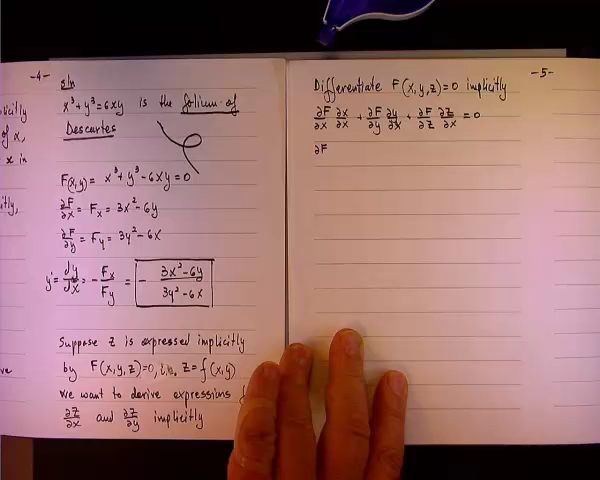 -4-
sln
x³ + y³ = 6xy is the folium of
Descartes
F(x,y) = x³ + y³ - 6xy = 0
∂F/∂x = Fx = 3x² - 6y
∂F/∂y = Fy = 3y² - 6x
y' = dy/dx = - Fx/Fy = - (3x² - 6y)/(3y² - 6x)
Suppose z is expressed implicitly
by F(x,y,z)=0, i.e. z = f(x,y)
we want to derive expressions
∂z/∂x and ∂z/∂y implicitly
-5-
Differentiate F(x,y,z)=0 implicitly
∂F/∂x ∂x/∂x + ∂F/∂y ∂y/∂x + ∂F/∂z ∂z/∂x = 0
∂F